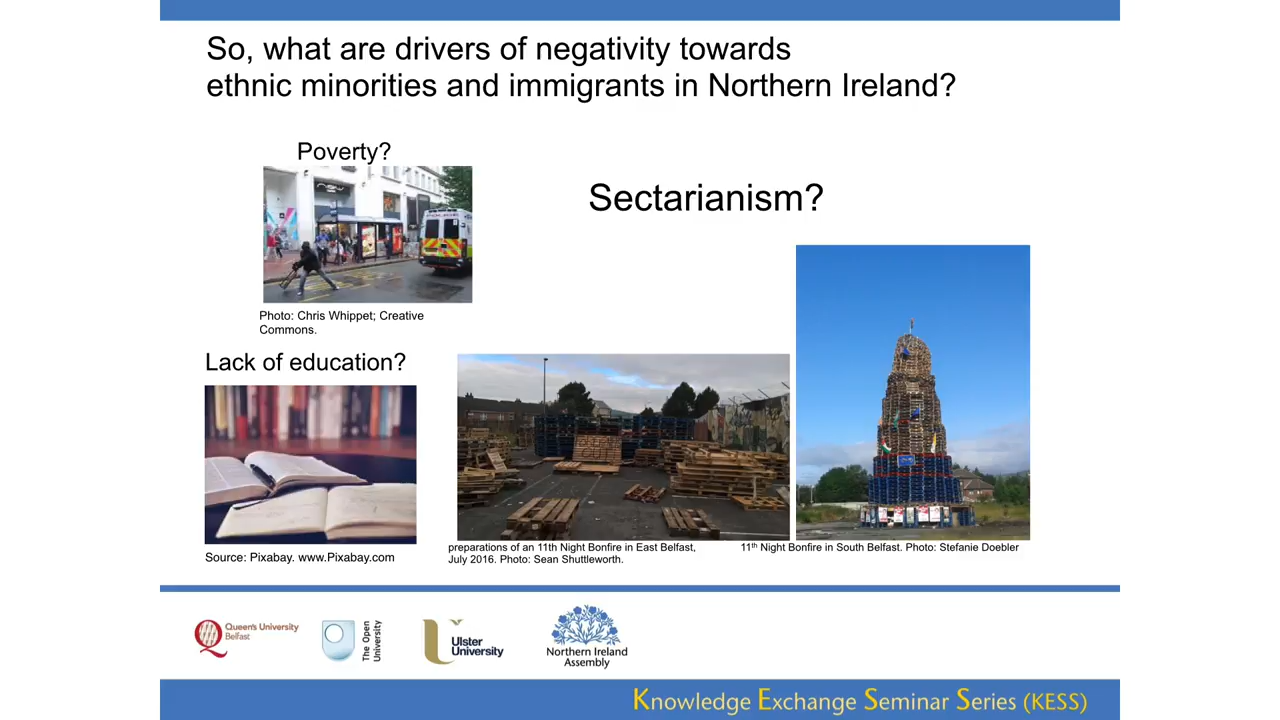 So, what are drivers of negativity towards
ethnic minorities and immigrants in Northern Ireland?
Poverty?
Sectarianism?
POLICE
Photo: Chris Whippet; Creative
Commons.
Lack of education?
Source: Pixabay. www.Pixabay.com
preparations of an 11th Night Bonfire in East Belfast,
July 2016. Photo: Sean Shuttleworth.
11th Night Bonfire in South Belfast. Photo: Stefanie Doebler
Queen's University
Belfast
The Open
University
Ulster
University
Northern Ireland
Assembly
Knowledge Exchange Seminar Series (KESS)